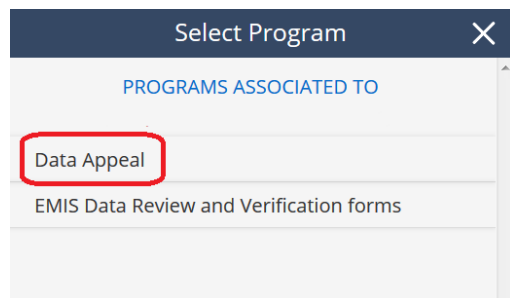 Select Program
PROGRAMS ASSOCIATED TO
Data Appeal
EMIS Data Review and Verification forms